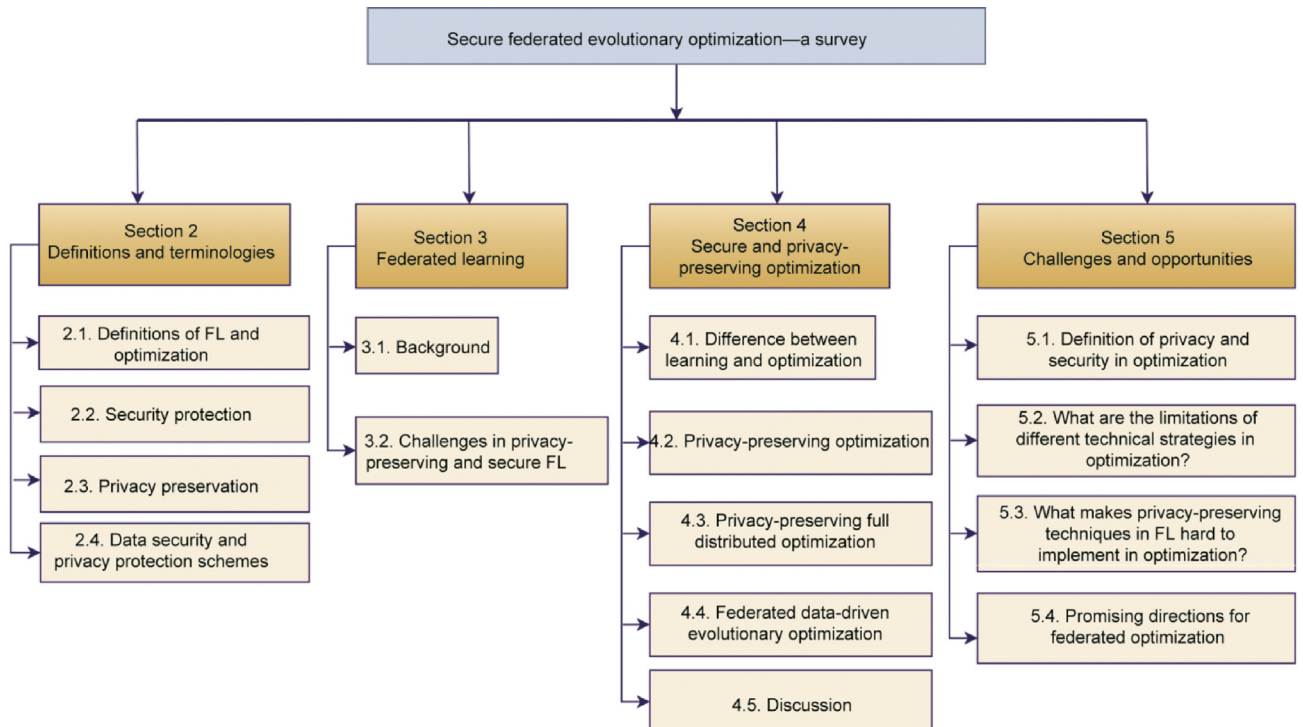 Secure federated evolutionary optimization—a survey
Section 2
Definitions and terminologies
2.1. Definitions of FL and
optimization
2.2. Security protection
2.3. Privacy preservation
2.4. Data security and
privacy protection schemes
Section 3
Federated learning
3.1. Background
3.2. Challenges in privacy-
preserving and secure FL
Section 4
Secure and privacy-
preserving optimization
4.1. Difference between
learning and optimization
4.2. Privacy-preserving optimization
4.3. Privacy-preserving full
distributed optimization
4.4. Federated data-driven
evolutionary optimization
4.5. Discussion
Section 5
Challenges and opportunities
5.1. Definition of privacy and
security in optimization
5.2. What are the limitations of
different technical strategies in
optimization?
5.3. What makes privacy-preserving
techniques in FL hard to
implement in optimization?
5.4. Promising directions for
federated optimization